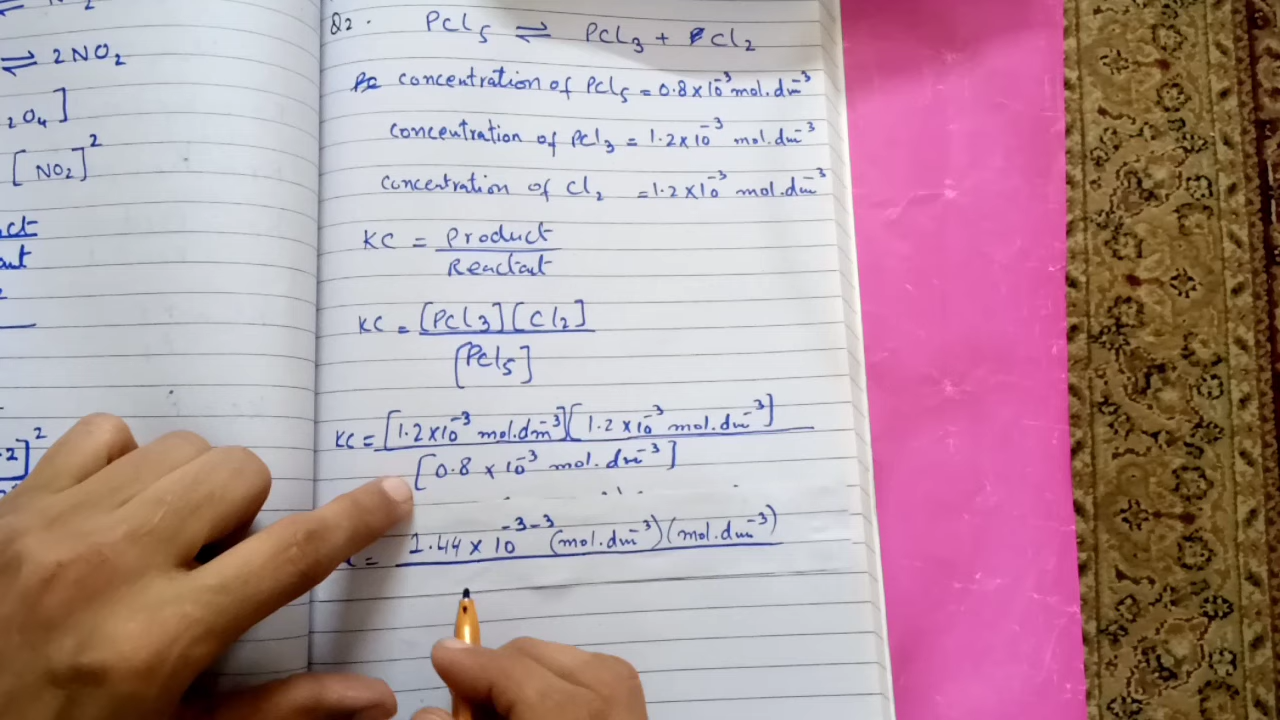 ⇌ 2NO₂
₂O₄]
[NO₂]²
Q2. PCl₅ ⇌ PCl₃ + Cl₂
concentration of PCl₅ = 0.8 × 10⁻³ mol.dm⁻³
concentration of PCl₃ = 1.2 × 10⁻³ mol.dm⁻³
concentration of Cl₂ = 1.2 × 10⁻³ mol.dm⁻³
KC = Product
Reactant
KC = [PCl₃][Cl₂]
[PCl₅]
KC = [1.2 × 10⁻³ mol.dm⁻³][1.2 × 10⁻³ mol.dm⁻³]
[0.8 × 10⁻³ mol.dm⁻³]
= 1.44 × 10⁻³⁻³ (mol.dm⁻³)(mol.dm⁻³)